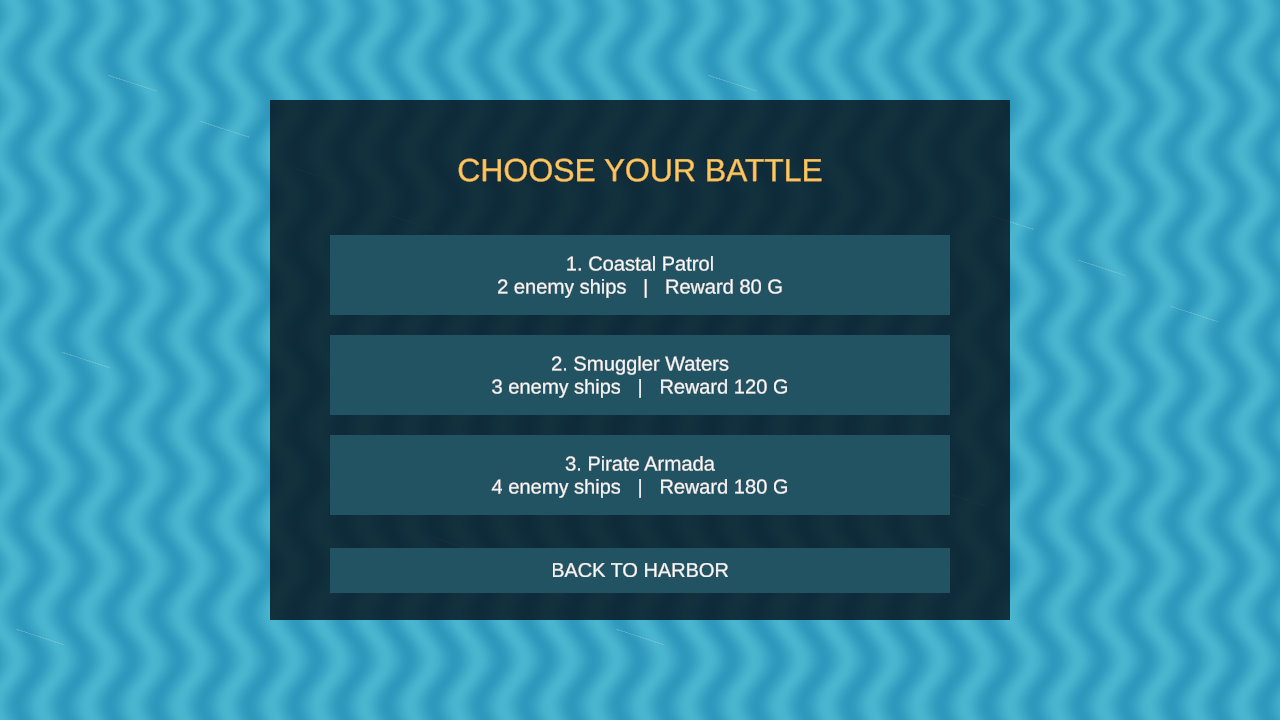 CHOOSE YOUR BATTLE
1. Coastal Patrol
2 enemy ships | Reward 80 G
2. Smuggler Waters
3 enemy ships | Reward 120 G
3. Pirate Armada
4 enemy ships | Reward 180 G
BACK TO HARBOR